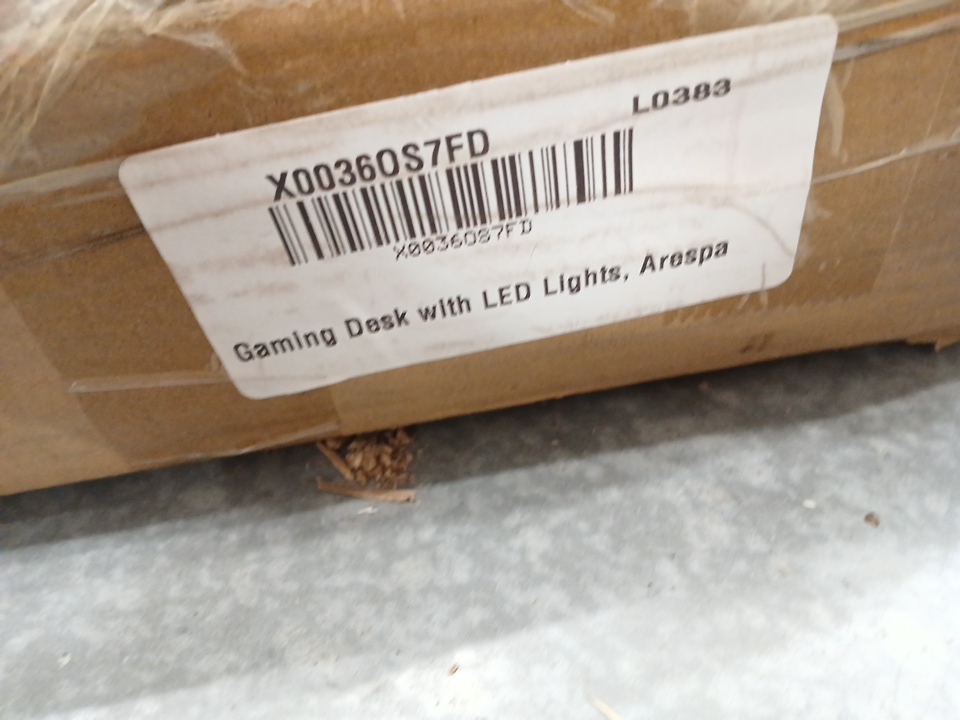 L0383
X0036OS7FD
X0036OS7FD
Gaming Desk with LED Lights, Arespa